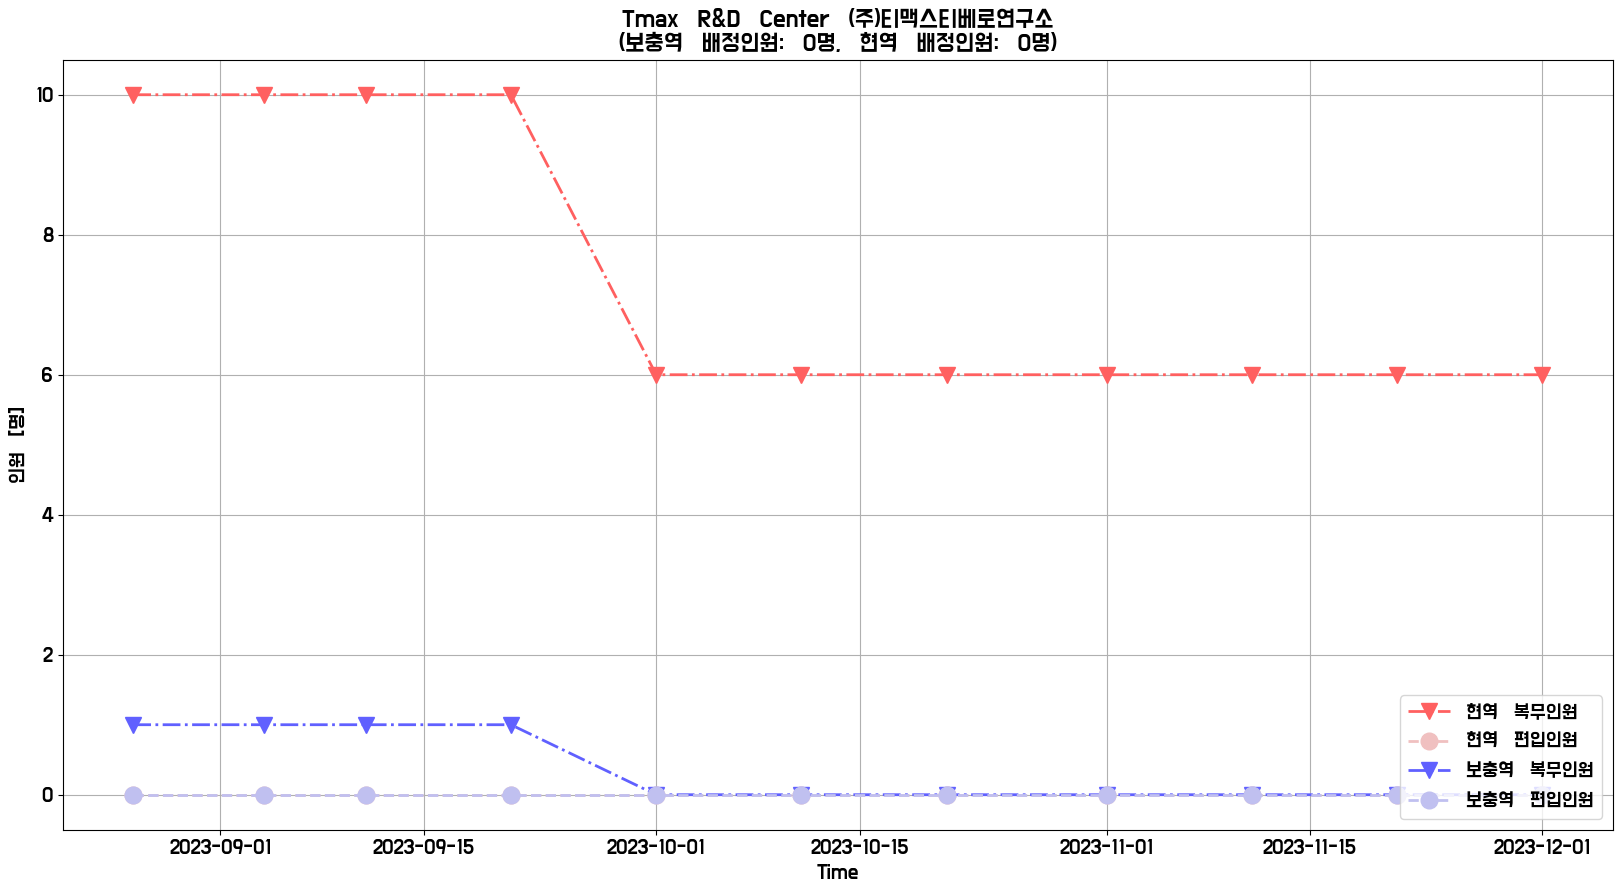 Tmax R&D Center (주)티맥스티베로연구소
(보충역 배정인원: 0명, 현역 배정인원: 0명)
10
8
6
4
2
0
인원 [명]
현역 복무인원
현역 편입인원
보충역 복무인원
보충역 편입인원
2023-09-01
2023-09-15
2023-10-01
2023-10-15
2023-11-01
2023-11-15
2023-12-01
Time